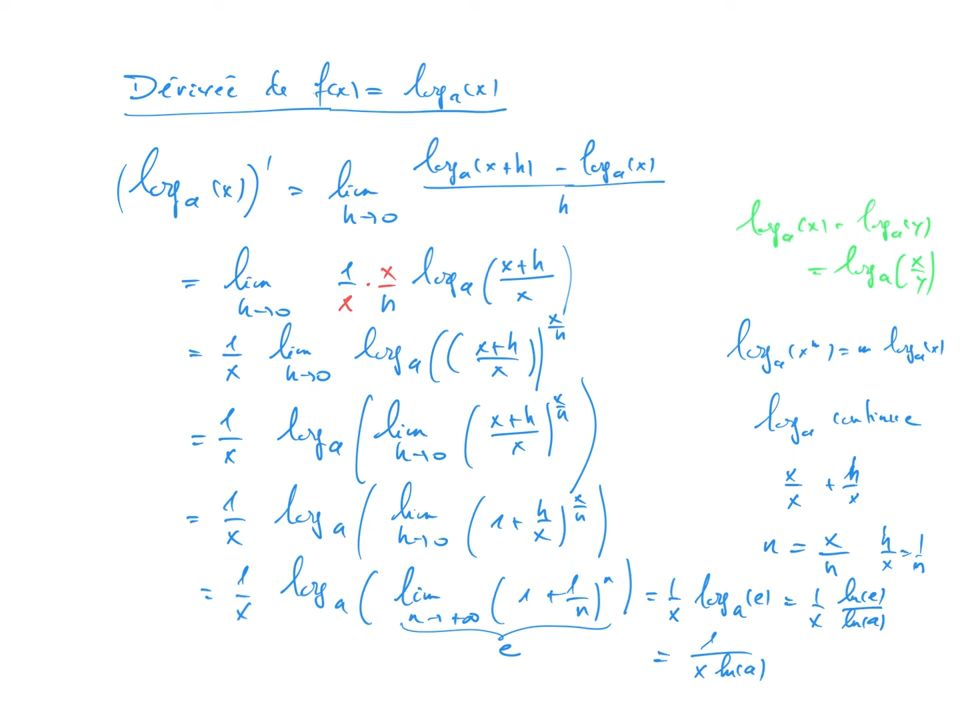 Dérivée de f(x) = log_a(x)
(log_a(x))' = lim_{h→0} (log_a(x+h) - log_a(x))/h
log_a(x) - log_a(y)
= log_a(x/y)
= lim_{h→0} 1/x · x/h log_a((x+h)/x)
= 1/x lim_{h→0} log_a(((x+h)/x))^{x/h}
log_a(x^n) = n log_a(x)
= 1/x log_a(lim_{h→0} ((x+h)/x)^{x/h})
log_a continue
x/x + h/x
= 1/x log_a(lim_{h→0} (1 + h/x)^{x/h})
n = x/h h/x = 1/n
= 1/x log_a(lim_{n→+∞} (1 + 1/n)^n) = 1/x log_a(e) = 1/x ln(e)/ln(a)
e
= 1/(x ln(a))